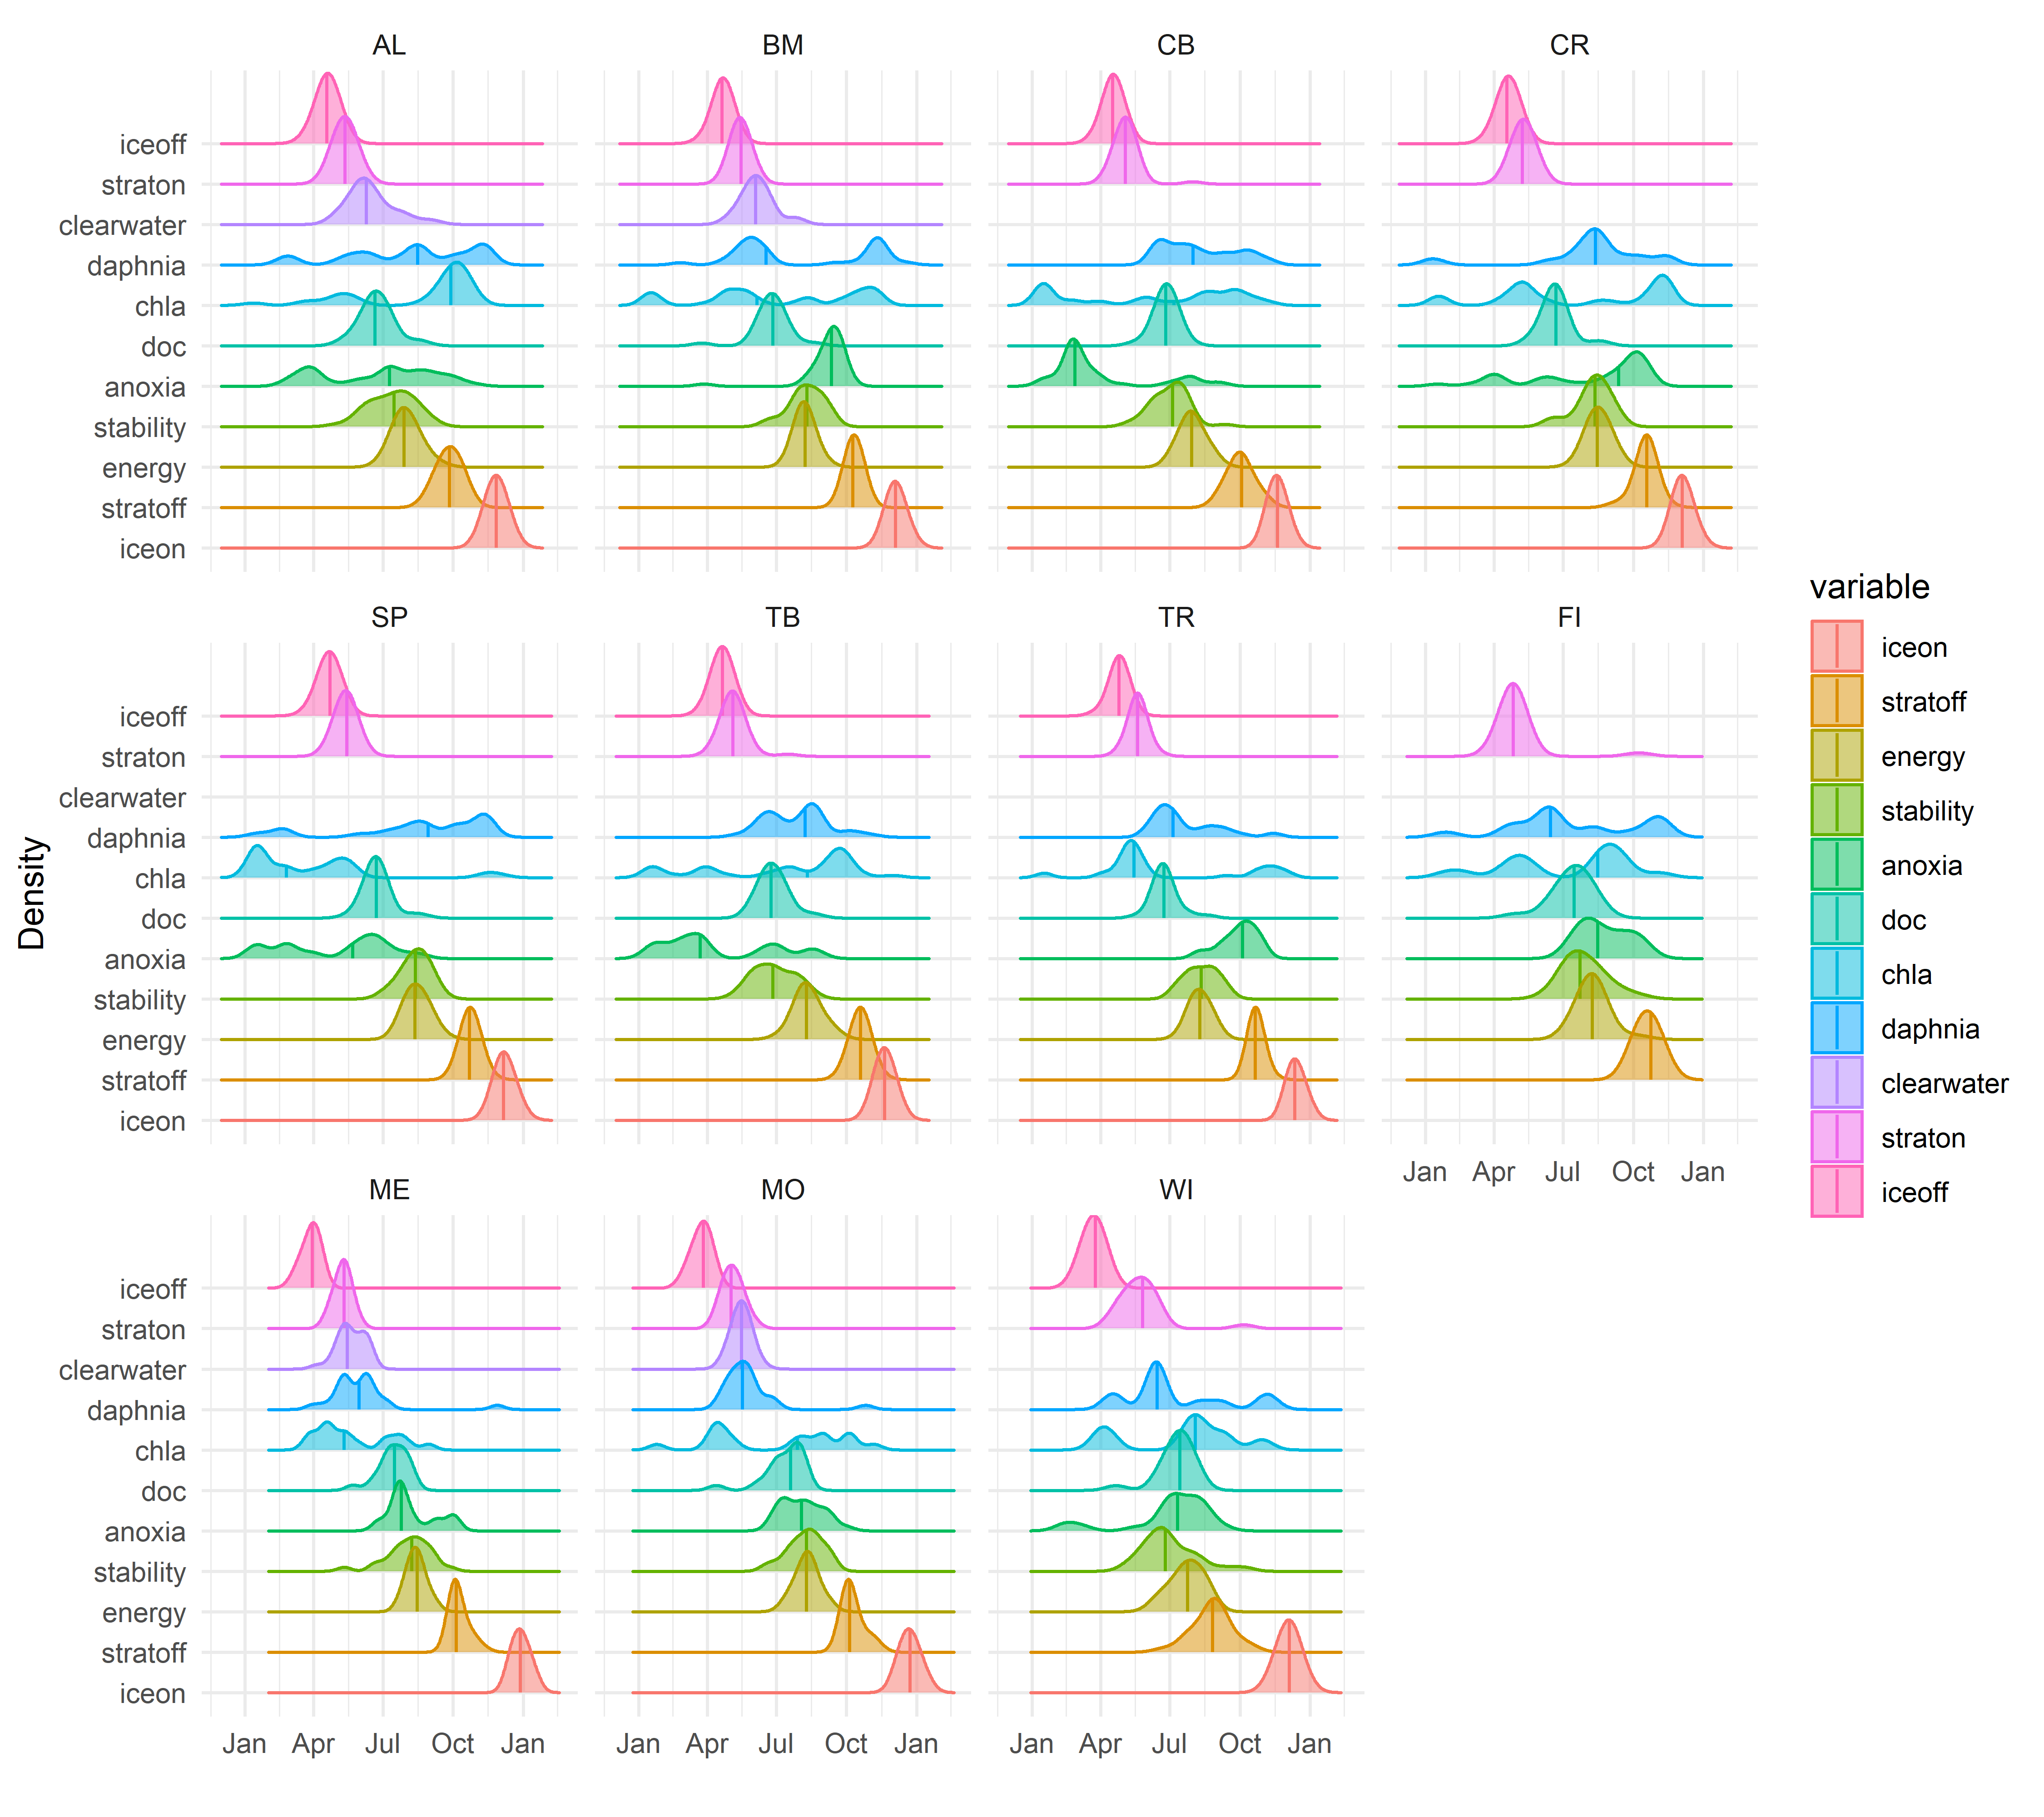 AL BM CB CR
iceoff
straton
clearwater
daphnia
chla
doc
anoxia
stability
energy
stratoff
iceon
SP TB TR FI
iceoff
straton
clearwater
daphnia
chla
doc
anoxia
stability
energy
stratoff
iceon
Jan Apr Jul Oct Jan
ME MO WI
iceoff
straton
clearwater
daphnia
chla
doc
anoxia
stability
energy
stratoff
iceon
Jan Apr Jul Oct Jan Jan Apr Jul Oct Jan Jan Apr Jul Oct Jan
Density
variable
iceon
stratoff
energy
stability
anoxia
doc
chla
daphnia
clearwater
straton
iceoff